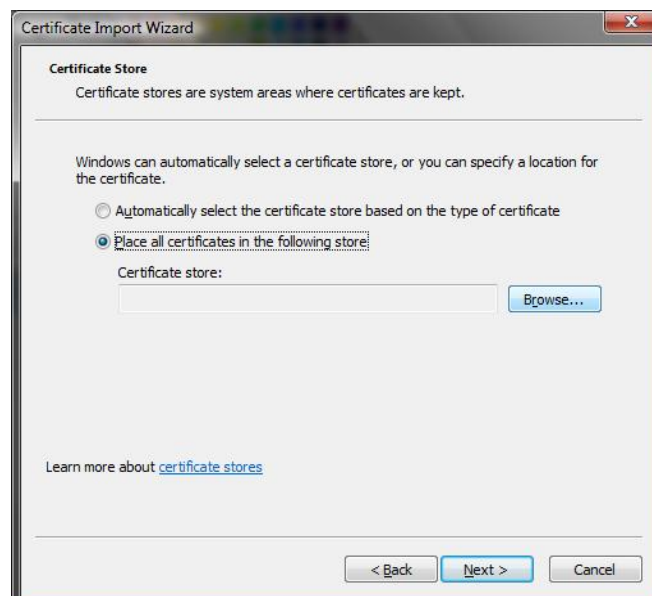 Certificate Import Wizard
Certificate Store
Certificate stores are system areas where certificates are kept.
Windows can automatically select a certificate store, or you can specify a location for
the certificate.
Automatically select the certificate store based on the type of certificate
Place all certificates in the following store
Certificate store:
Browse...
Learn more about certificate stores
< Back Next > Cancel